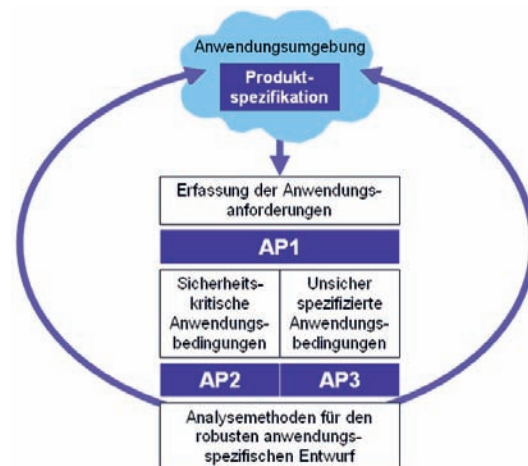 Anwendungsumgebung
Produkt-
spezifikation
Erfassung der Anwendungs-
anforderungen
AP1
Sicherheits-
kritische
Anwendungs-
bedingungen
Unsicher
spezifizierte
Anwendungs-
bedingungen
AP2
AP3
Analysemethoden für den
robusten anwendungs-
spezifischen Entwurf